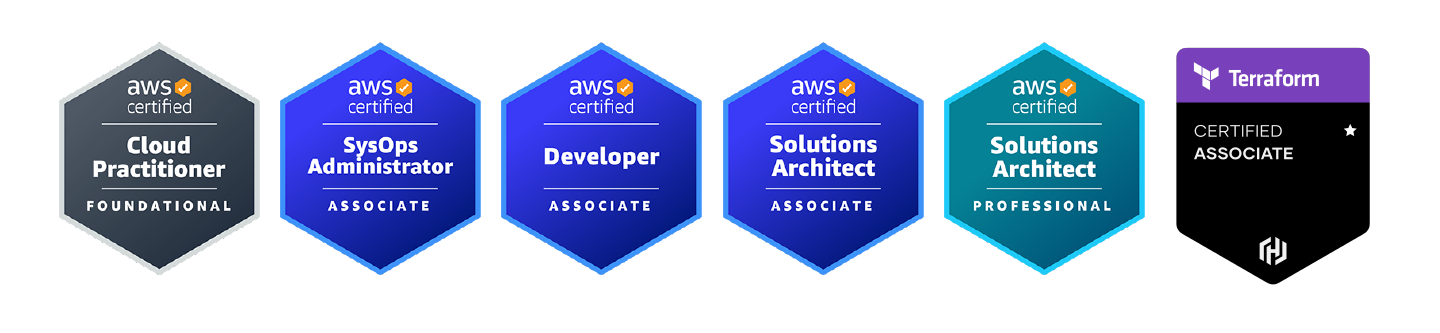 aws
certified
Cloud
Practitioner
FOUNDATIONAL
aws
certified
SysOps
Administrator
ASSOCIATE
aws
certified
Developer
ASSOCIATE
aws
certified
Solutions
Architect
ASSOCIATE
aws
certified
Solutions
Architect
PROFESSIONAL
Terraform
CERTIFIED
ASSOCIATE